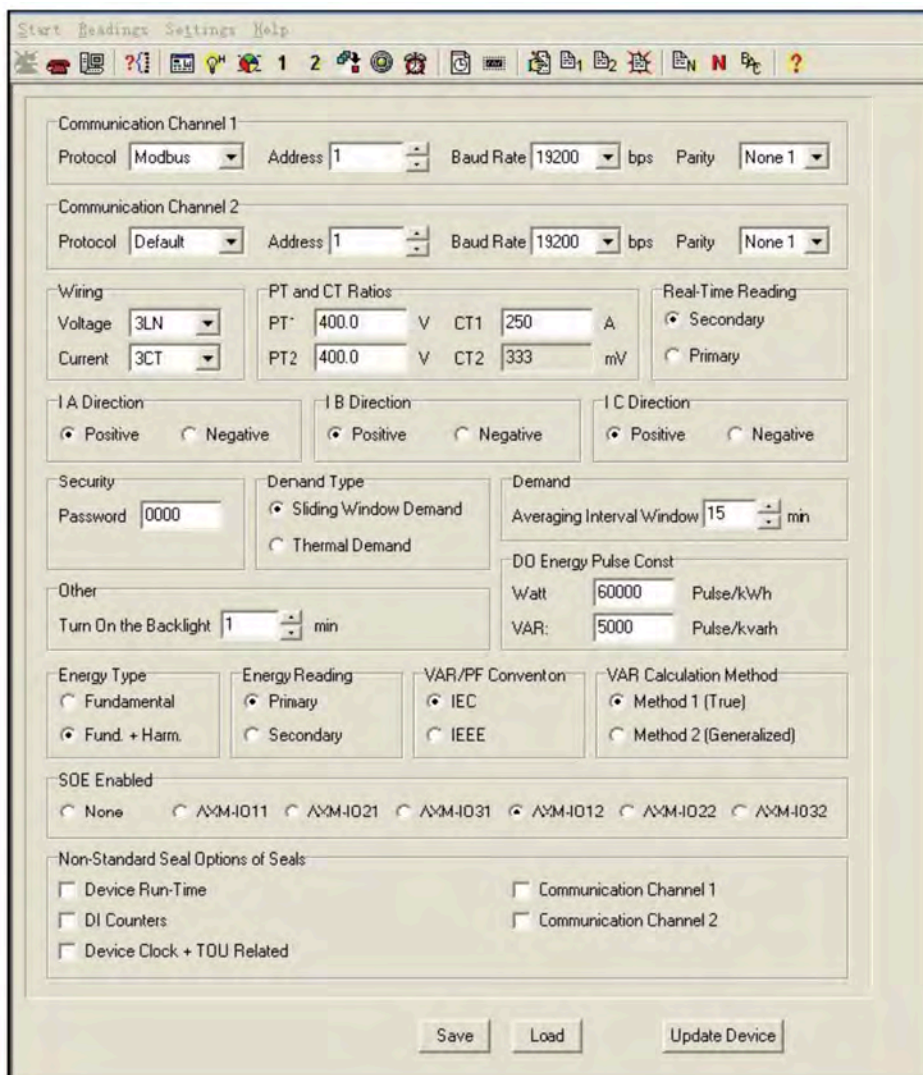 Start Readings Settings Help
1 2 1 2 N N BAC ?
Communication Channel 1
Protocol Modbus Address 1 Baud Rate 19200 bps Parity None 1
Communication Channel 2
Protocol Default Address 1 Baud Rate 19200 bps Parity None 1
Wiring PT and CT Ratios Real-Time Reading
Voltage 3LN PT- 400.0 V CT1 250 A Secondary
Current 3CT PT2 400.0 V CT2 333 mV Primary
I A Direction I B Direction I C Direction
Positive Negative Positive Negative Positive Negative
Security Demand Type Demand
Password 0000 Sliding Window Demand Averaging Interval Window 15 min
Thermal Demand
DO Energy Pulse Const
Other Watt 60000 Pulse/kWh
Turn On the Backlight 1 min VAR: 5000 Pulse/kvarh
Energy Type Energy Reading VAR/PF Conventon VAR Calculation Method
Fundamental Primary IEC Method 1 (True)
Fund. + Harm. Secondary IEEE Method 2 (Generalized)
SOE Enabled
None AXM-IO11 AXM-IO21 AXM-IO31 AXM-IO12 AXM-IO22 AXM-IO32
Non-Standard Seal Options of Seals
Device Run-Time Communication Channel 1
DI Counters Communication Channel 2
Device Clock + TOU Related
Save Load Update Device